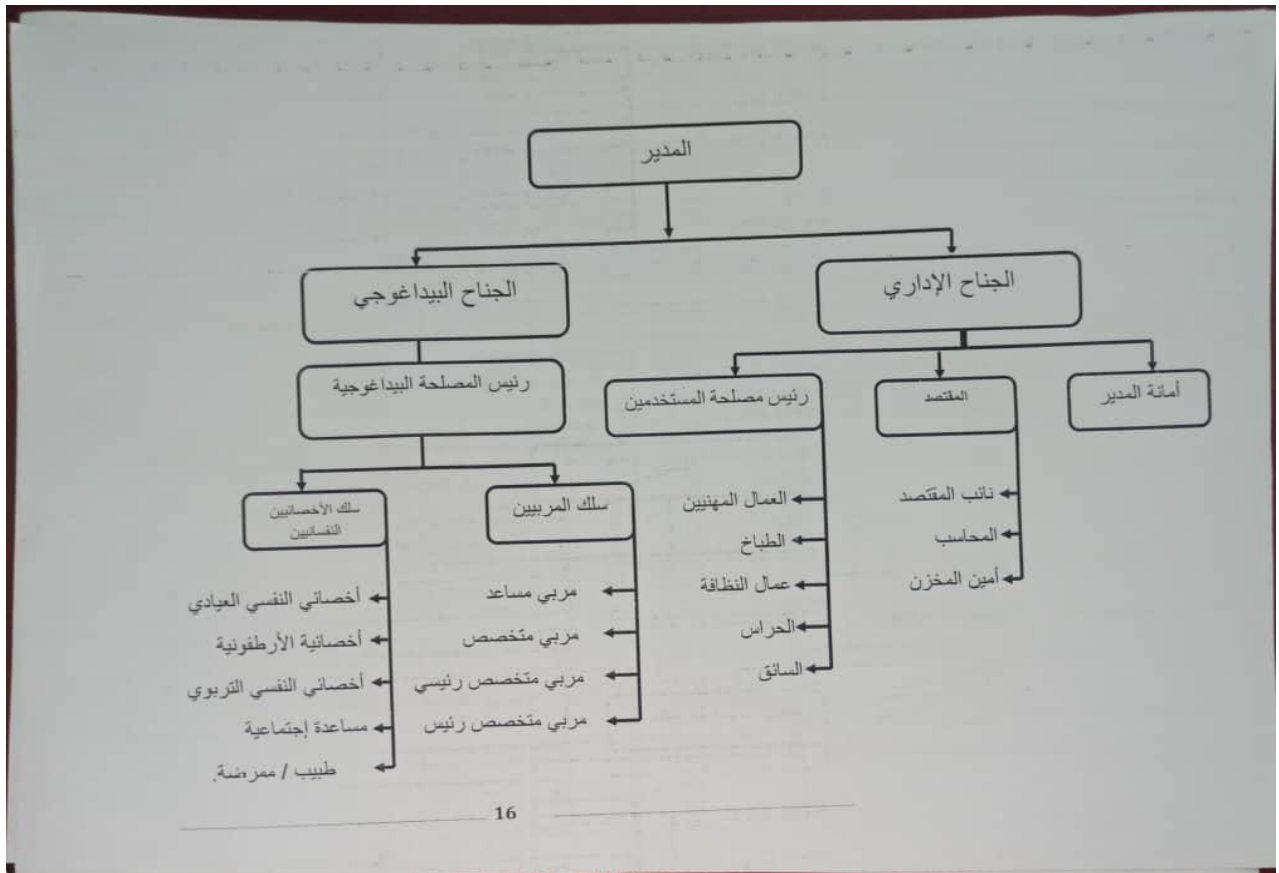 المدير
الجناح الإداري
الجناح البيداغوجي
أمانة المدير
المقتصد
رئيس مصلحة المستخدمين
رئيس المصلحة البيداغوجية
نائب المقتصد
المحاسب
أمين المخزن
العمال المهنيين
الطباخ
عمال النظافة
الحراس
السائق
سلك المربيين
مربي مساعد
مربي متخصص
مربي متخصص رئيسي
مربي متخصص رئيس
سلك الأخصائيين
النفسانيين
أخصائي النفسي العيادي
أخصائية الأرطفونية
أخصائي النفسي التربوي
مساعدة إجتماعية
طبيب / ممرضة.
16